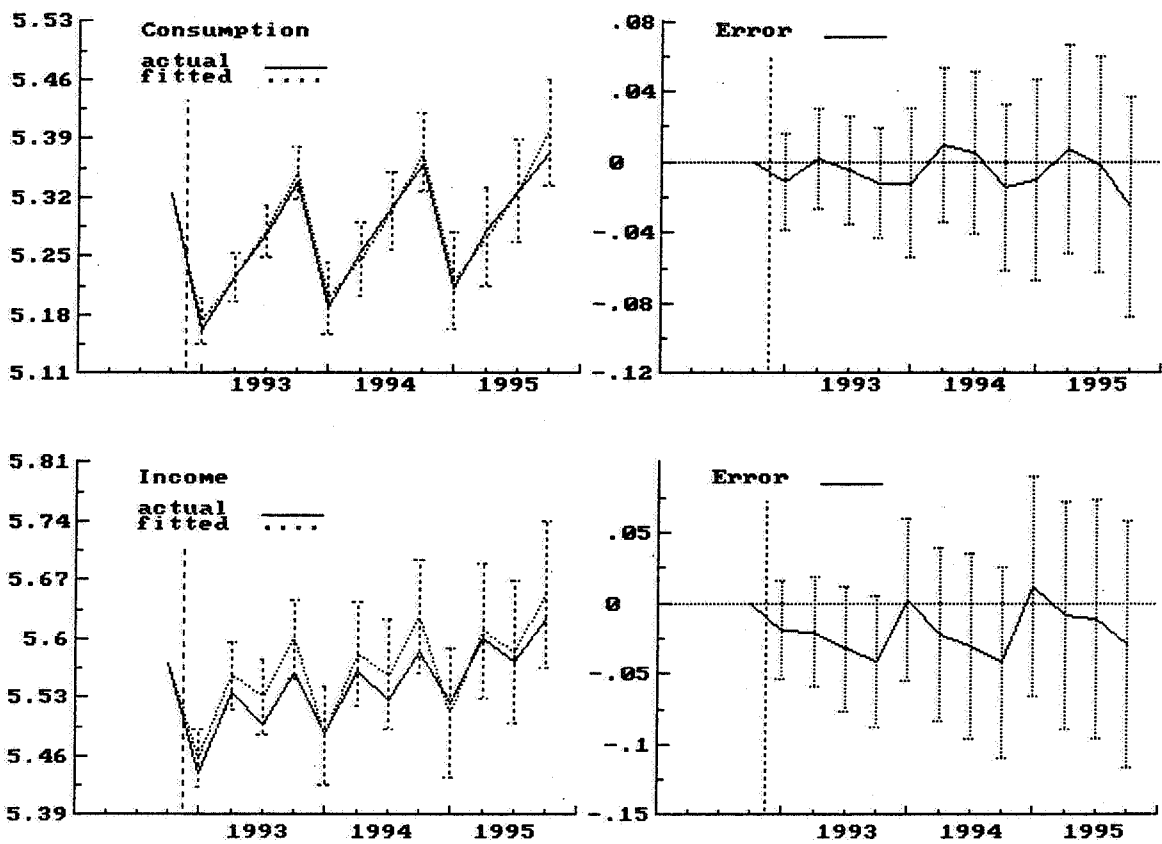 5.53
Consumption
actual
fitted
5.46
5.39
5.32
5.25
5.18
5.11
1993 1994 1995
.08
Error
.04
0
-.04
-.08
-.12
1993 1994 1995
5.81
Income
actual
fitted
5.74
5.67
5.6
5.53
5.46
5.39
1993 1994 1995
Error
.05
0
-.05
-.1
-.15
1993 1994 1995